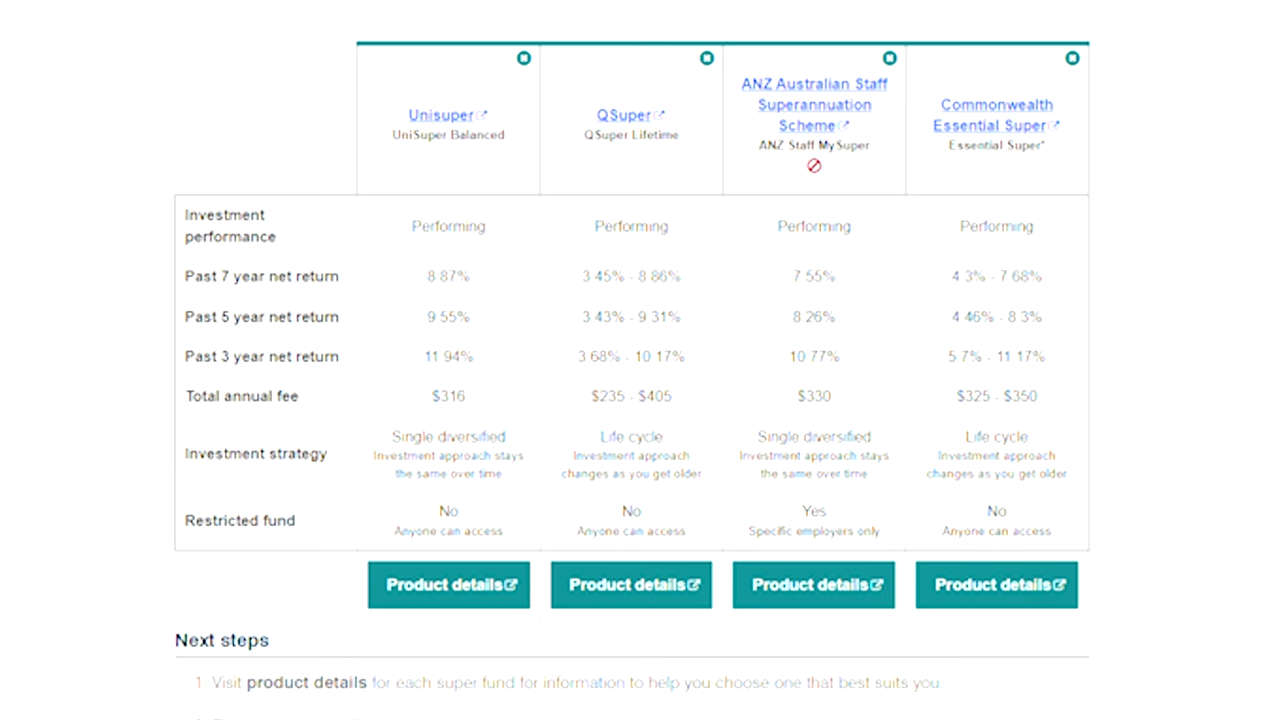 Unisuper
UniSuper Balanced
QSuper
QSuper Lifetime
ANZ Australian Staff
Superannuation
Scheme
ANZ Staff MySuper
Commonwealth
Essential Super
Essential Super*
Investment
performance
Performing
Performing
Performing
Performing
Past 7 year net return
8.87%
3.45% - 8.86%
7.55%
4.3% - 7.68%
Past 5 year net return
9.55%
3.43% - 9.31%
8.26%
4.46% - 8.3%
Past 3 year net return
11.94%
3.68% - 10.17%
10.77%
5.7% - 11.17%
Total annual fee
$316
$235 - $405
$330
$325 - $350
Investment strategy
Single diversified
Investment approach stays
the same over time
Life cycle
Investment approach
changes as you get older
Single diversified
Investment approach stays
the same over time
Life cycle
Investment approach
changes as you get older
Restricted fund
No
Anyone can access
No
Anyone can access
Yes
Specific employers only
No
Anyone can access
Product details
Product details
Product details
Product details
Next steps
1. Visit product details for each super fund for information to help you choose one that best suits you.